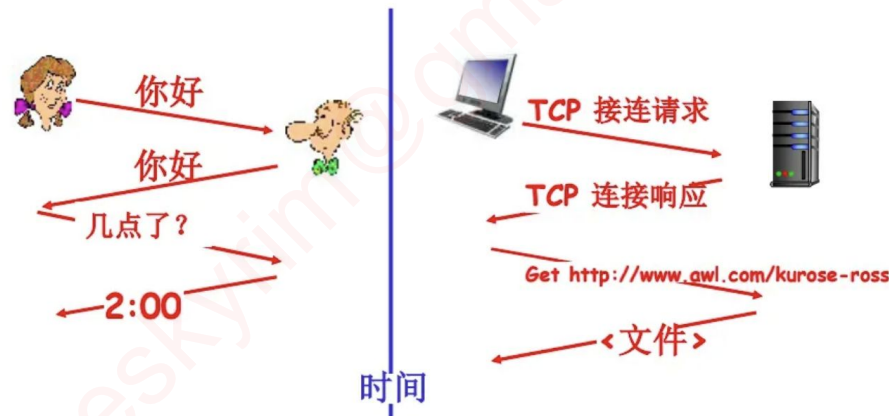 你好
你好
几点了？
2:00
TCP 接连请求
TCP 连接响应
Get http://www.awl.com/kurose-ross
<文件>
时间